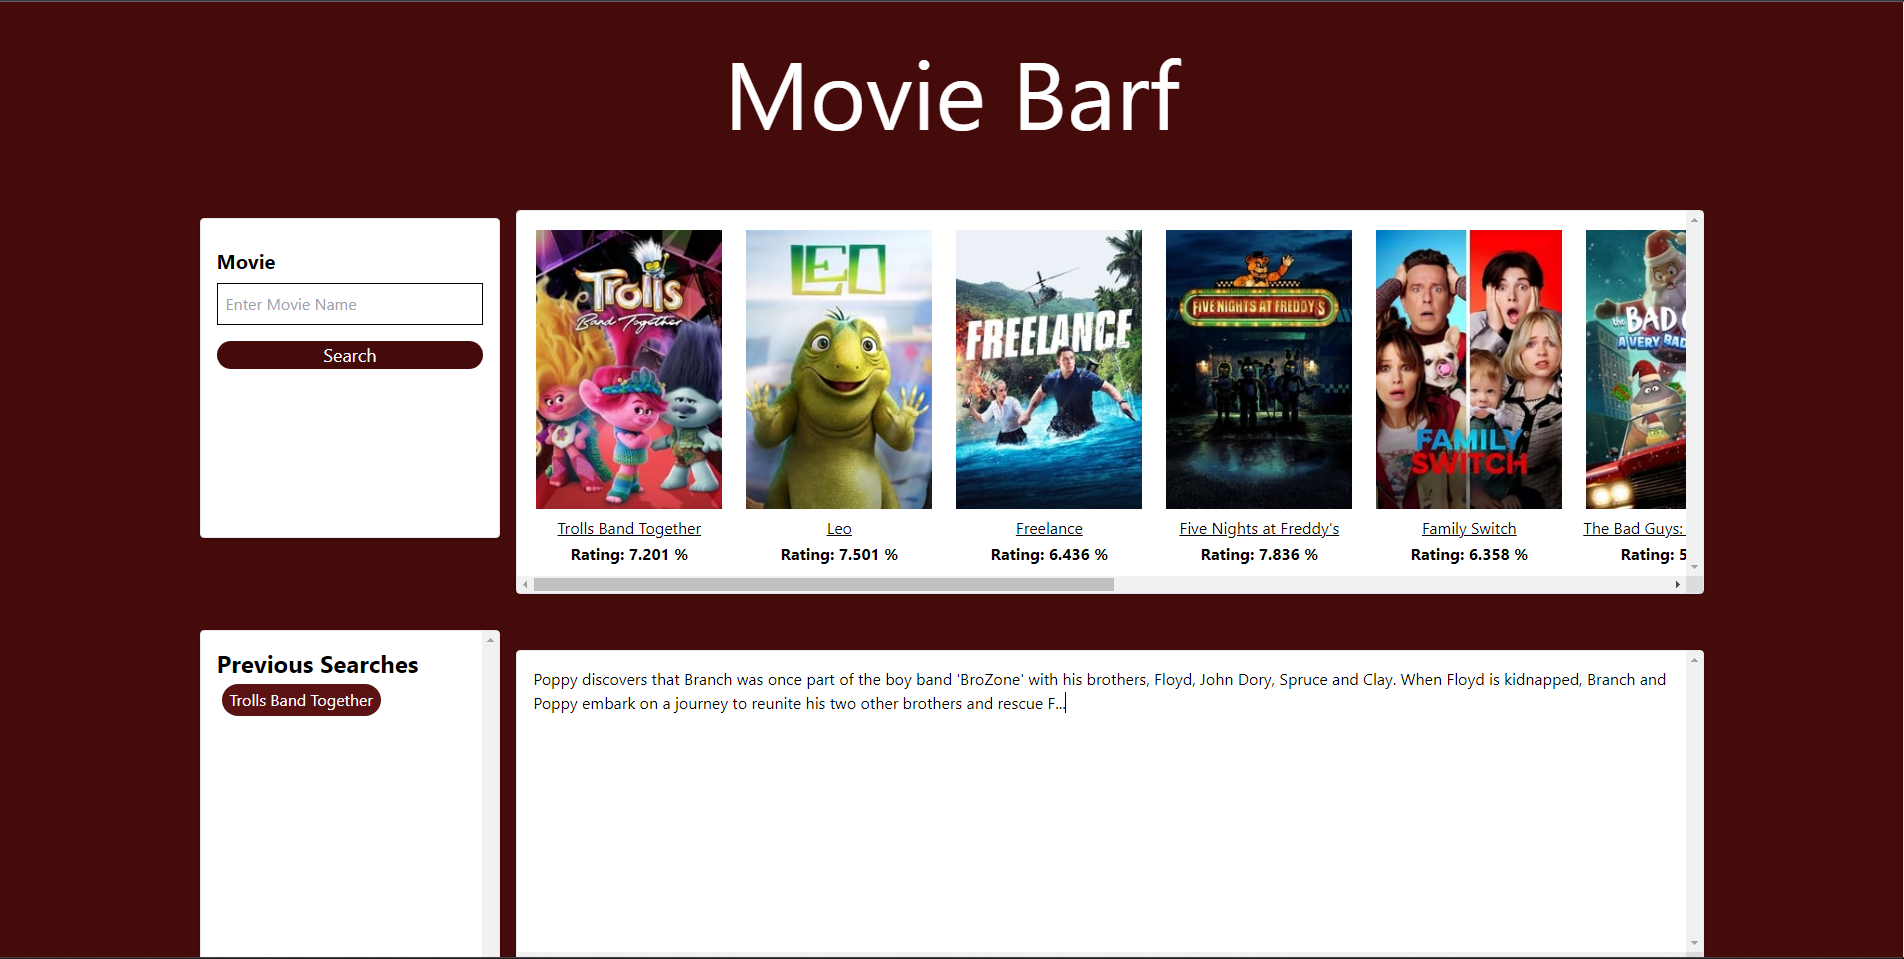 Movie Barf
Movie
Enter Movie Name
Search
TROLLS
Band Together
LEO
FREELANCE
FIVE NIGHTS AT FREDDY'S
FAMILY
SWITCH
the BAD
A VERY BAD
Trolls Band Together
Rating: 7.201 %
Leo
Rating: 7.501 %
Freelance
Rating: 6.436 %
Five Nights at Freddy's
Rating: 7.836 %
Family Switch
Rating: 6.358 %
The Bad Guys:
Rating: 5
Previous Searches
Trolls Band Together
Poppy discovers that Branch was once part of the boy band 'BroZone' with his brothers, Floyd, John Dory, Spruce and Clay. When Floyd is kidnapped, Branch and
Poppy embark on a journey to reunite his two other brothers and rescue F...